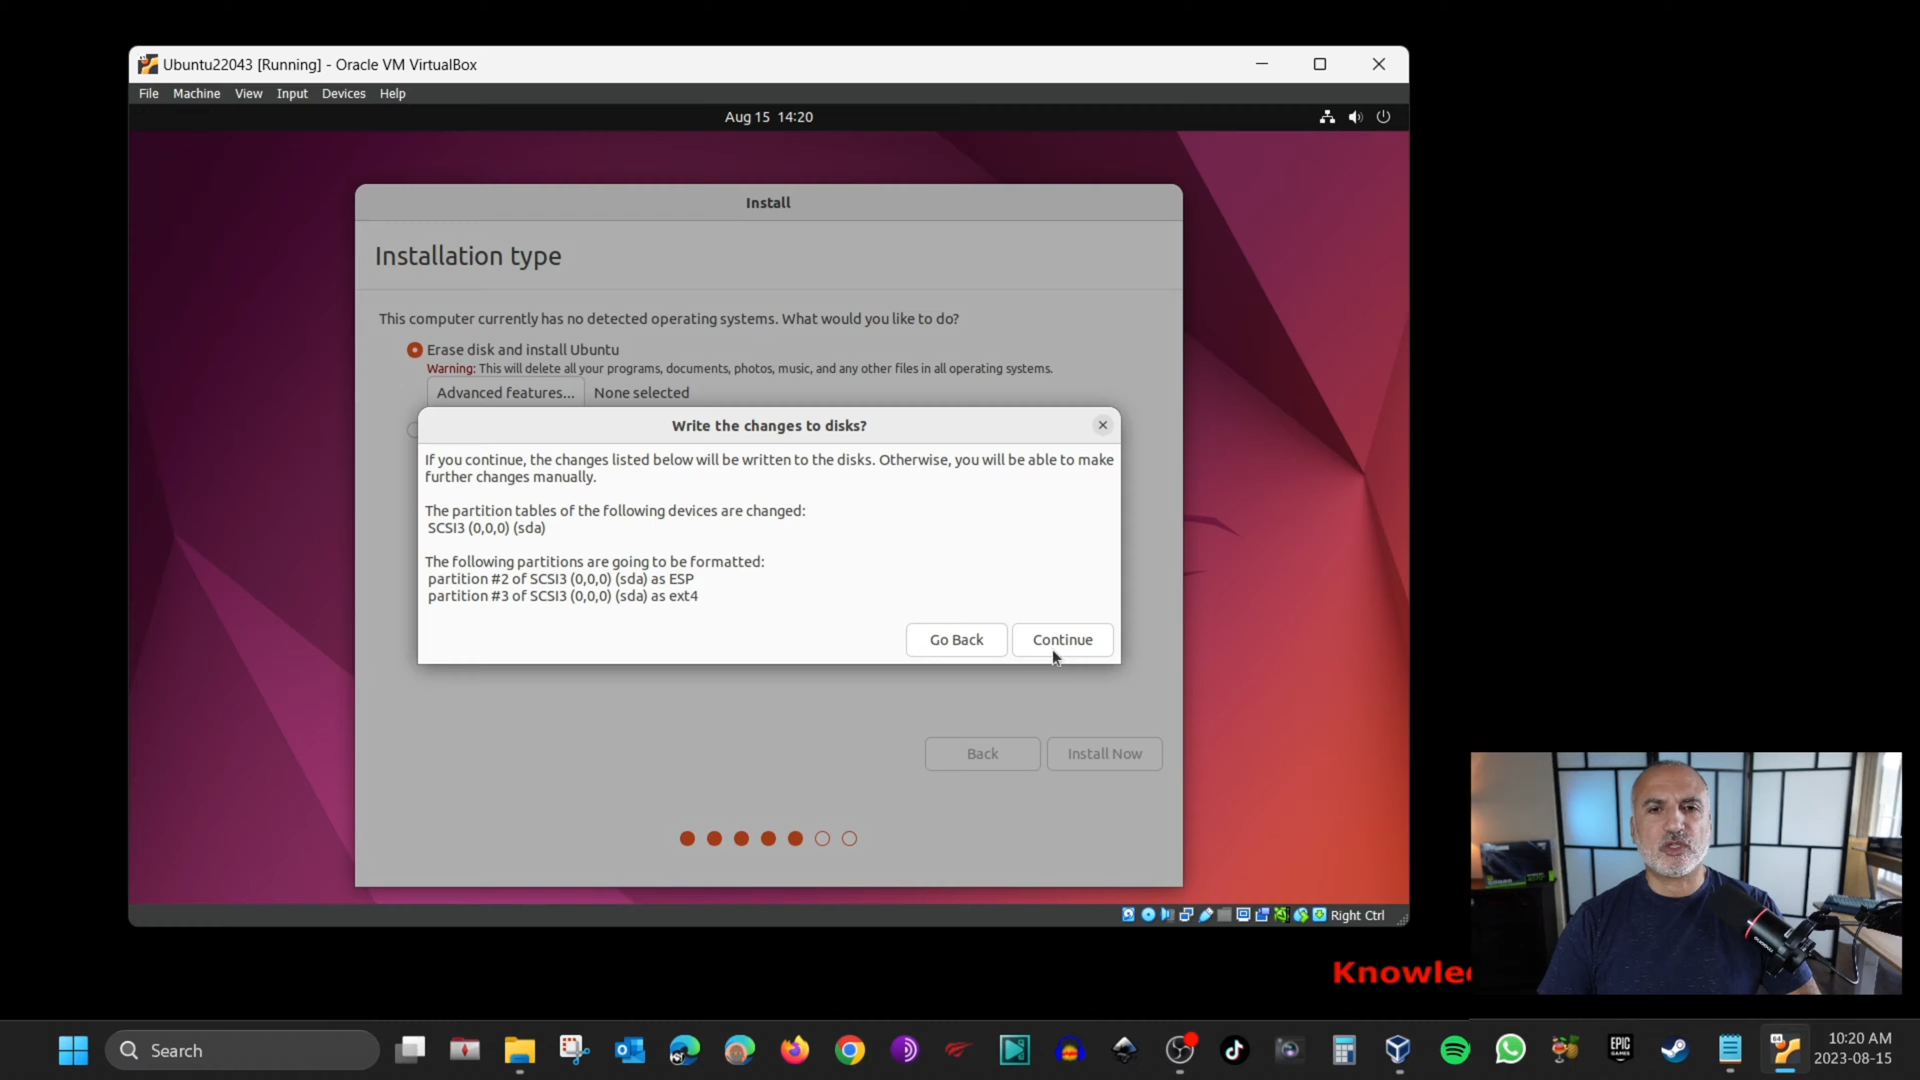 Ubuntu22043 [Running] - Oracle VM VirtualBox
File Machine View Input Devices Help
Aug 15 14:20
Install
Installation type
This computer currently has no detected operating systems. What would you like to do?
Erase disk and install Ubuntu
Warning: This will delete all your programs, documents, photos, music, and any other files in all operating systems.
Advanced features... None selected
Write the changes to disks?
If you continue, the changes listed below will be written to the disks. Otherwise, you will be able to make
further changes manually.
The partition tables of the following devices are changed:
SCSI3 (0,0,0) (sda)
The following partitions are going to be formatted:
partition #2 of SCSI3 (0,0,0) (sda) as ESP
partition #3 of SCSI3 (0,0,0) (sda) as ext4
Go Back Continue
Back Install Now
Right Ctrl
Knowle
Search
EPIC
GAMES
64
10:20 AM
2023-08-15